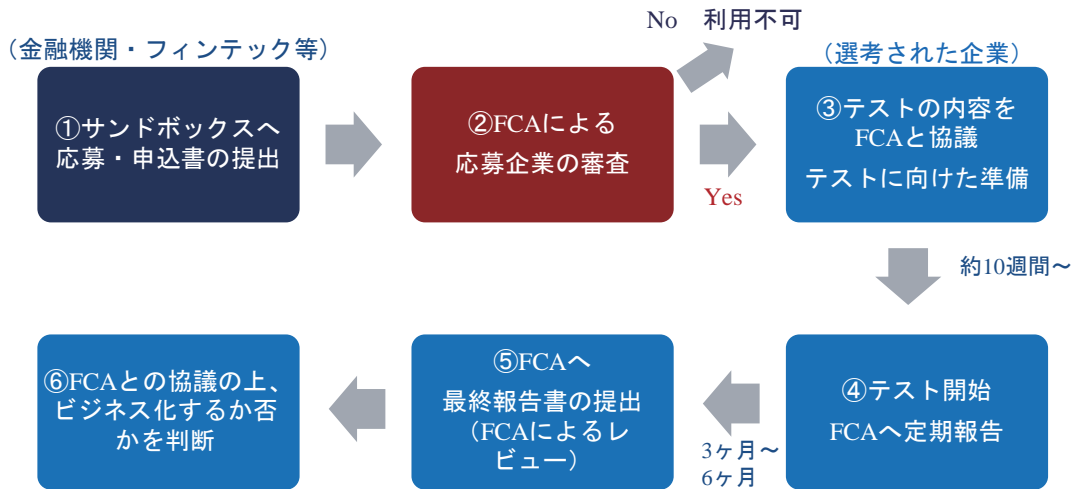 No　利用不可
（金融機関・フィンテック等）
（選考された企業）
①サンドボックスへ
応募・申込書の提出
②FCAによる
応募企業の審査
Yes
③テストの内容を
FCAと協議
テストに向けた準備
約10週間～
④テスト開始
FCAへ定期報告
3ヶ月～
6ヶ月
⑤FCAへ
最終報告書の提出
（FCAによるレ
ビュー）
⑥FCAとの協議の上、
ビジネス化するか否
かを判断